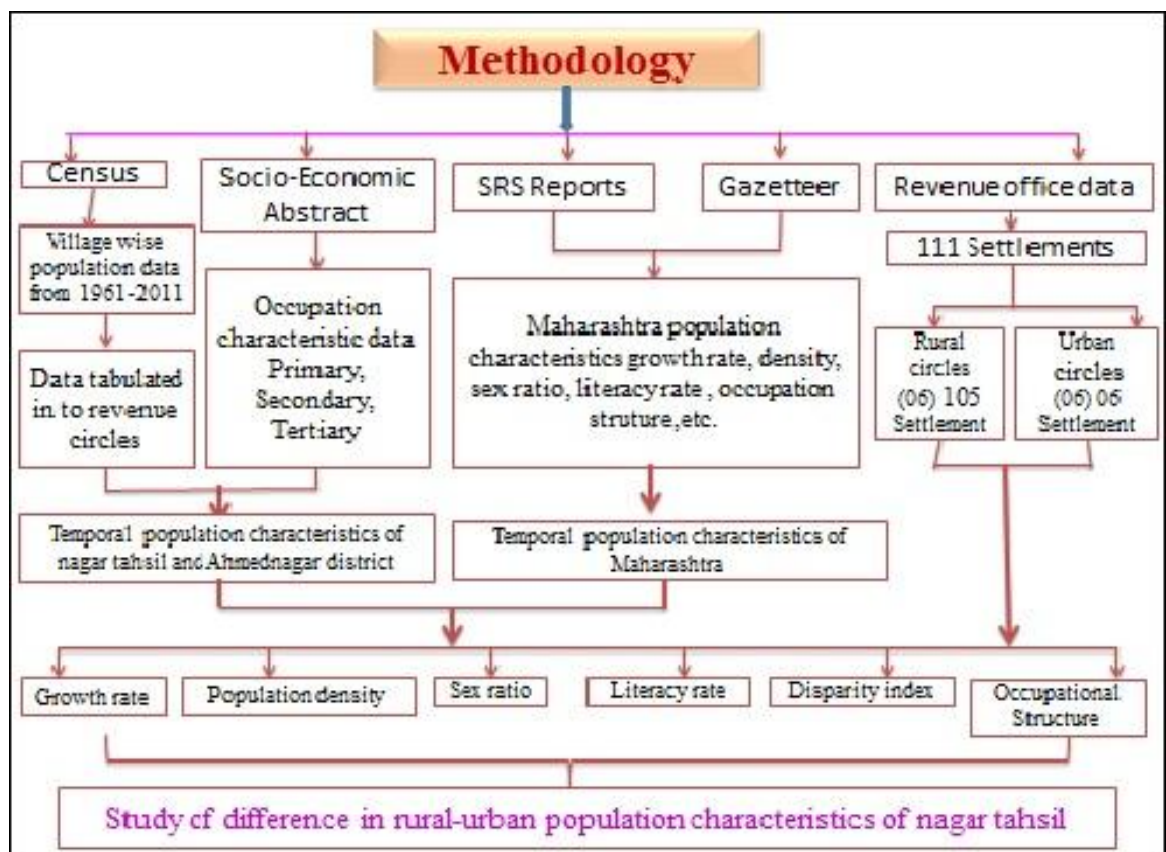 Methodology
Census
Socio-Economic
Abstract
SRS Reports
Gazetteer
Revenue office data
Village wise
population data
from 1961-2011
111 Settlements
Occupation
characteristic data
Primary,
Secondary,
Tertiary
Maharashtra population
characteristics growth rate, density,
sex ratio, literacy rate , occupation
struture ,etc.
Rural
circles
(06) 105
Settlement
Urban
circles
(06) 06
Settlement
Data tabulated
in to revenue
circles
Temporal population characteristics of
nagar tahsil and Ahmednagar district
Temporal population characteristics of
Maharashtra
Growth rate
Population density
Sex ratio
Literacy rate
Disparity index
Occupational
Structure
Study of difference in rural-urban population characteristics of nagar tahsil